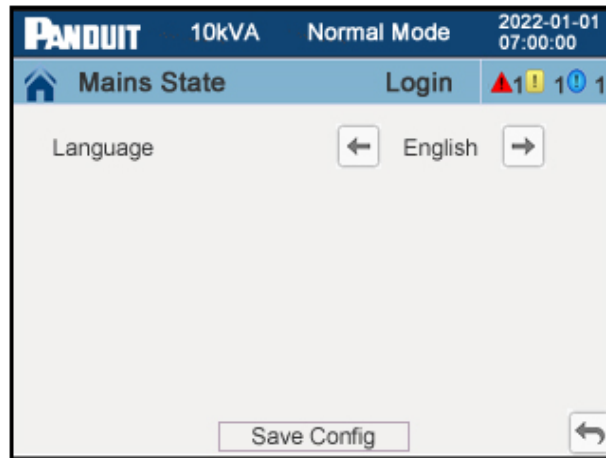 PANDUIT 10kVA Normal Mode 2022-01-01
07:00:00
Mains State Login 1 ! 1 ! 1
Language English
Save Config